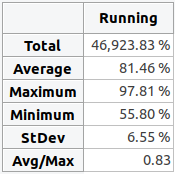 Running
Total 46,923.83 %
Average 81.46 %
Maximum 97.81 %
Minimum 55.80 %
StDev 6.55 %
Avg/Max 0.83